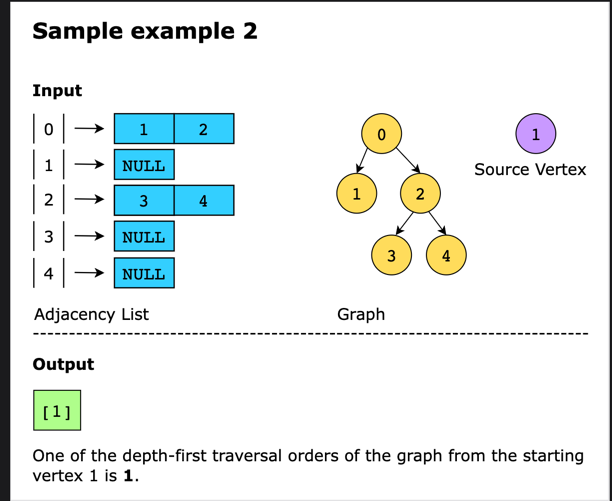 Sample example 2
Input
0 1 2
1 NULL
2 3 4
3 NULL
4 NULL
Adjacency List
0
1 2
3 4
Graph
1
Source Vertex
Output
[1]
One of the depth-first traversal orders of the graph from the starting
vertex 1 is 1.